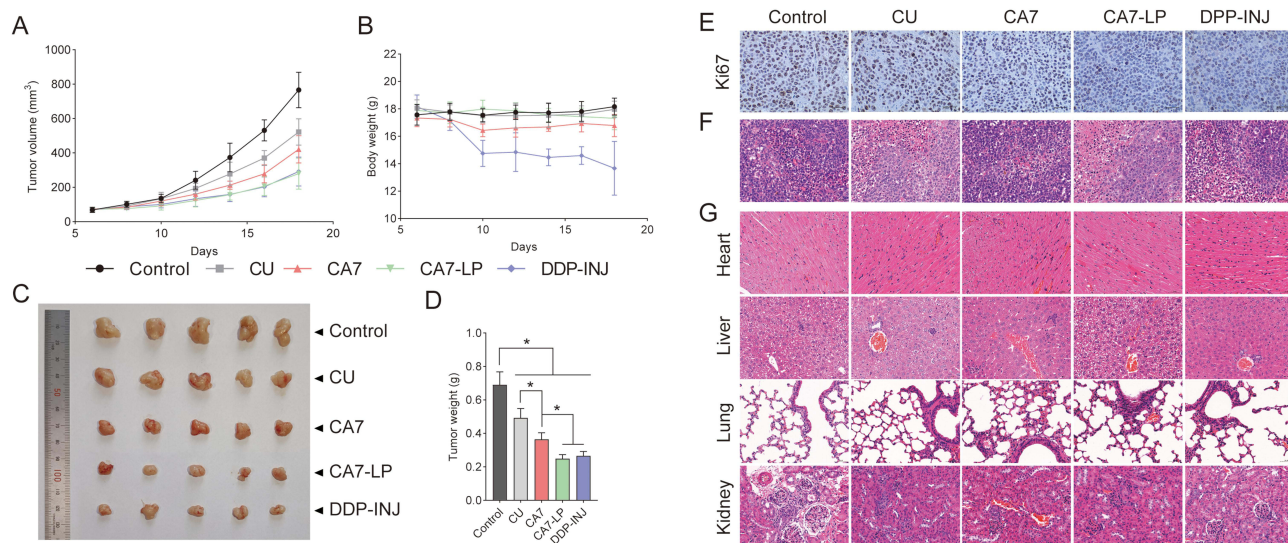 A
Tumor volume (mm³)
1000
800
600
400
200
0
5
10
15
20
Days
B
Body weight (g)
22
20
18
16
14
12
10
5
10
15
20
Days
Control
CU
CA7
CA7-LP
DDP-INJ
C
50
100
Control
CU
CA7
CA7-LP
DDP-INJ
D
Tumor weight (g)
1.0
0.8
0.6
0.4
0.2
0.0
*
*
*
Control
CU
CA7
CA7-LP
DDP-INJ
Control
CU
CA7
CA7-LP
DPP-INJ
E
Ki67
F
G
Heart
Liver
Lung
Kidney